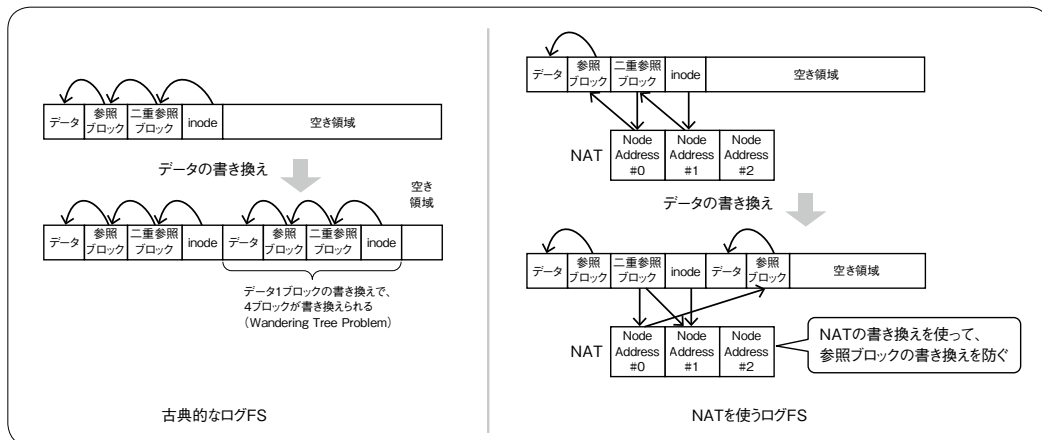 データ
参照
ブロック
二重参照
ブロック
inode
空き領域
データの書き換え
空き
領域
データ
参照
ブロック
二重参照
ブロック
inode
データ
参照
ブロック
二重参照
ブロック
inode
データ1ブロックの書き換えで、
4ブロックが書き換えられる
（Wandering Tree Problem）
古典的なログFS
データ
参照
ブロック
二重参照
ブロック
inode
空き領域
NAT
Node
Address
#0
Node
Address
#1
Node
Address
#2
データの書き換え
データ
参照
ブロック
二重参照
ブロック
inode
データ
参照
ブロック
空き領域
NAT
Node
Address
#0
Node
Address
#1
Node
Address
#2
NATの書き換えを使って、
参照ブロックの書き換えを防ぐ
NATを使うログFS